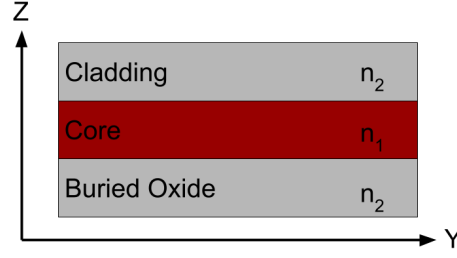 Z
Cladding n₂
Core n₁
Buried Oxide n₂
Y